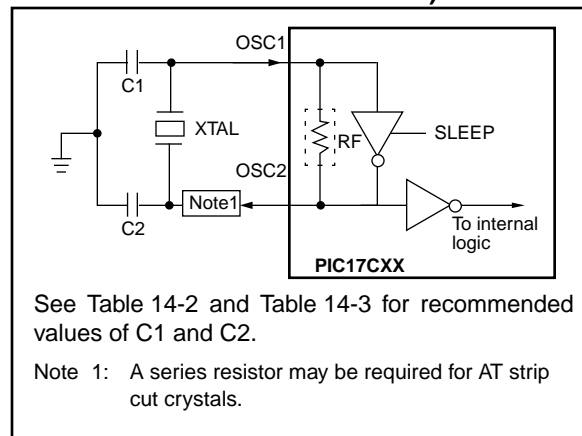 OSC1
C1
XTAL
RF
SLEEP
OSC2
Note1
C2
To internal
logic
PIC17CXX
See Table 14-2 and Table 14-3 for recommended
values of C1 and C2.
Note 1: A series resistor may be required for AT strip
cut crystals.